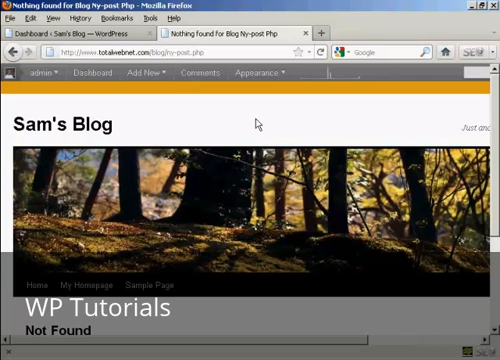 Nothing found for Blog Ny-post Php - Mozilla Firefox
File Edit View History Bookmarks Tools Help
Dashboard ‹ Sam's Blog — WordPress
Nothing found for Blog Ny-post Php
http://www.totalwebnet.com/blog/ny-post.php
Google
admin Dashboard Add New Comments Appearance
Sam's Blog
Just
Home My Homepage Sample Page
WP Tutorials
Not Found